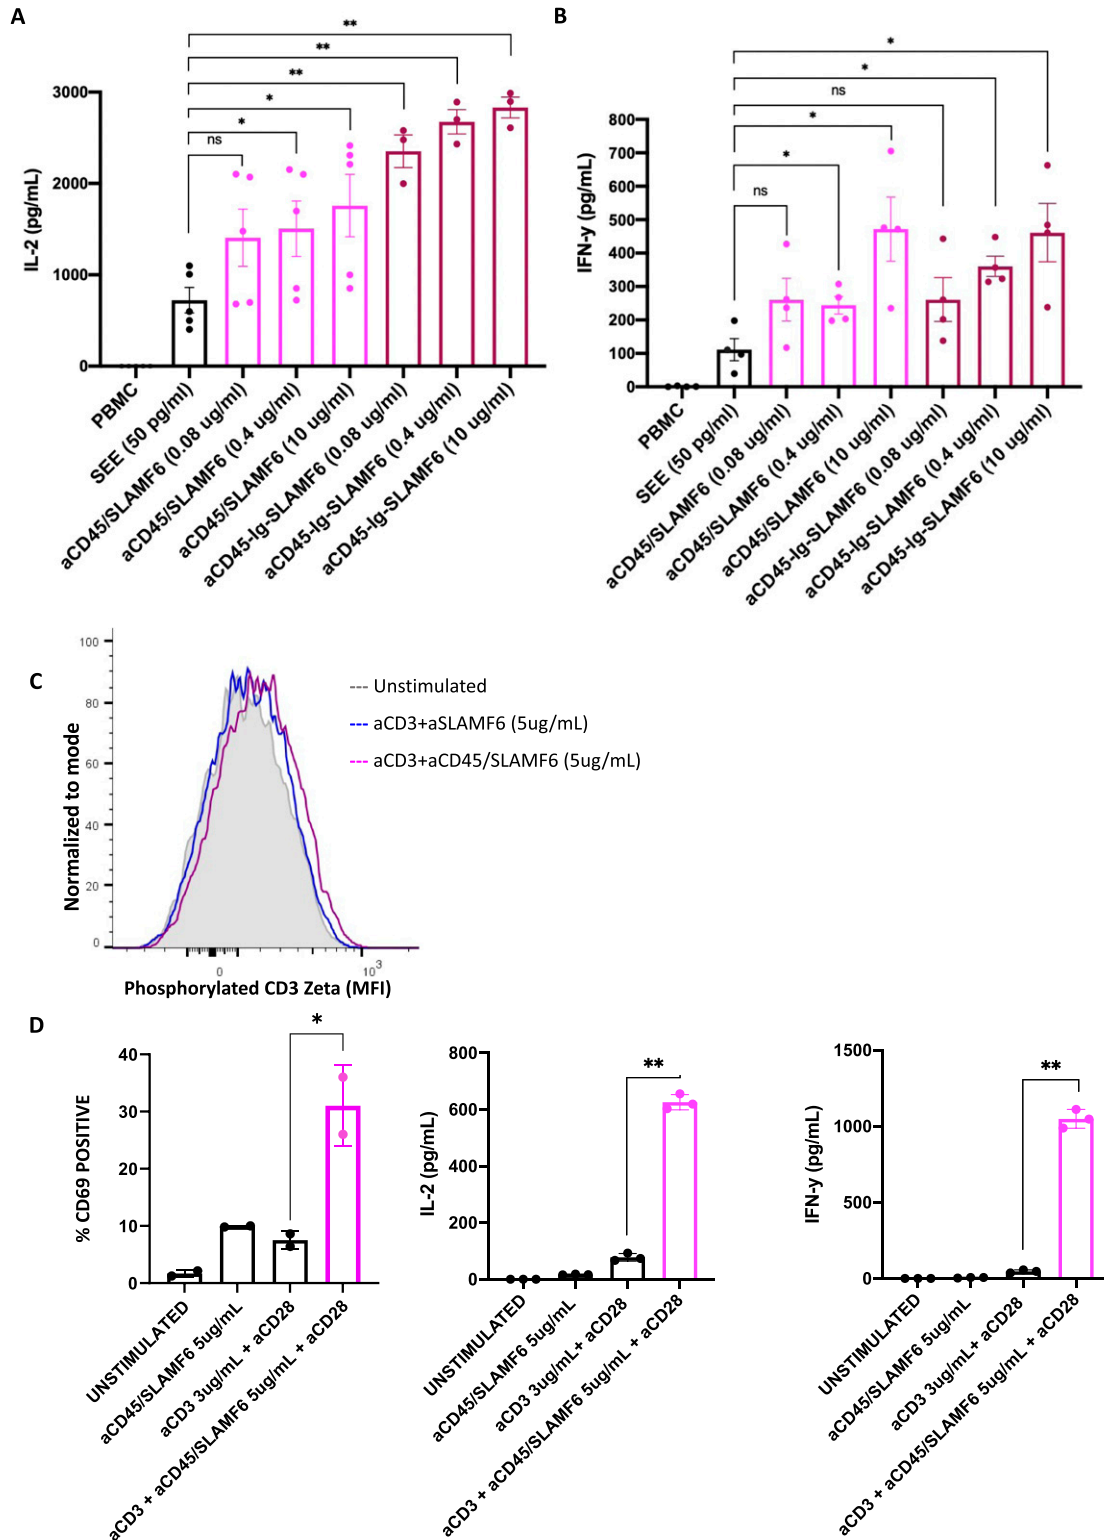 A
**
**
**
*
*
ns
3000
2000
1000
0
IL-2 (pg/mL)
PBMC
SEE (50 pg/ml)
aCD45/SLAMF6 (0.08 ug/ml)
aCD45/SLAMF6 (0.4 ug/ml)
aCD45/SLAMF6 (10 ug/ml)
aCD45-Ig-SLAMF6 (0.08 ug/ml)
aCD45-Ig-SLAMF6 (0.4 ug/ml)
aCD45-Ig-SLAMF6 (10 ug/ml)
B
*
*
ns
*
*
ns
800
700
600
500
400
300
200
100
0
IFN-y (pg/mL)
PBMC
SEE (50 pg/ml)
aCD45/SLAMF6 (0.08 ug/ml)
aCD45/SLAMF6 (0.4 ug/ml)
aCD45/SLAMF6 (10 ug/ml)
aCD45-Ig-SLAMF6 (0.08 ug/ml)
aCD45-Ig-SLAMF6 (0.4 ug/ml)
aCD45-Ig-SLAMF6 (10 ug/ml)
C
100
80
60
40
20
0
Normalized to mode
0
10³
Phosphorylated CD3 Zeta (MFI)
Unstimulated
aCD3+aSLAMF6 (5ug/mL)
aCD3+aCD45/SLAMF6 (5ug/mL)
D
*
40
30
20
10
0
% CD69 POSITIVE
UNSTIMULATED
aCD45/SLAMF6 5ug/mL
aCD3 3ug/mL + aCD28
aCD3 + aCD45/SLAMF6 5ug/mL + aCD28
**
800
600
400
200
0
IL-2 (pg/mL)
UNSTIMULATED
aCD45/SLAMF6 5ug/mL
aCD3 3ug/mL + aCD28
aCD3 + aCD45/SLAMF6 5ug/mL + aCD28
**
1500
1000
500
0
IFN-y (pg/mL)
UNSTIMULATED
aCD45/SLAMF6 5ug/mL
aCD3 3ug/mL + aCD28
aCD3 + aCD45/SLAMF6 5ug/mL + aCD28